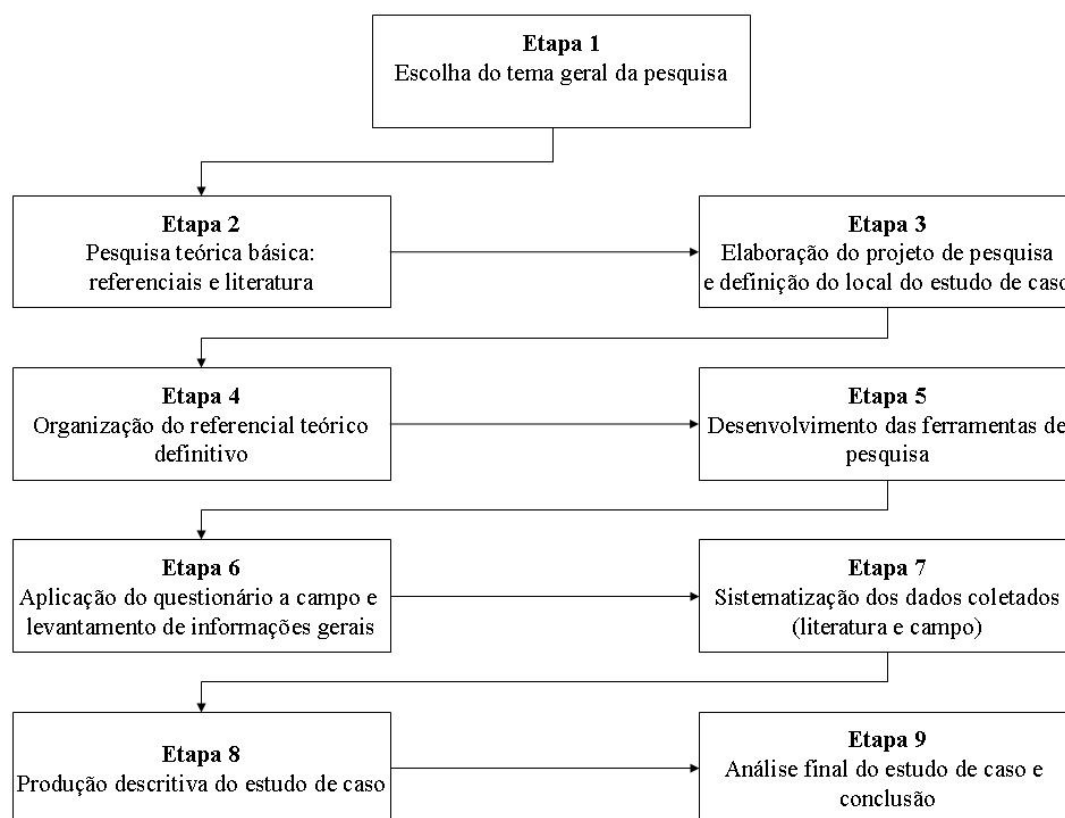 Etapa 1
Escolha do tema geral da pesquisa
Etapa 2
Pesquisa teórica básica:
referenciais e literatura
Etapa 3
Elaboração do projeto de pesquisa
e definição do local do estudo de caso
Etapa 4
Organização do referencial teórico
definitivo
Etapa 5
Desenvolvimento das ferramentas de
pesquisa
Etapa 6
Aplicação do questionário a campo e
levantamento de informações gerais
Etapa 7
Sistematização dos dados coletados
(literatura e campo)
Etapa 8
Produção descritiva do estudo de caso
Etapa 9
Análise final do estudo de caso e
conclusão